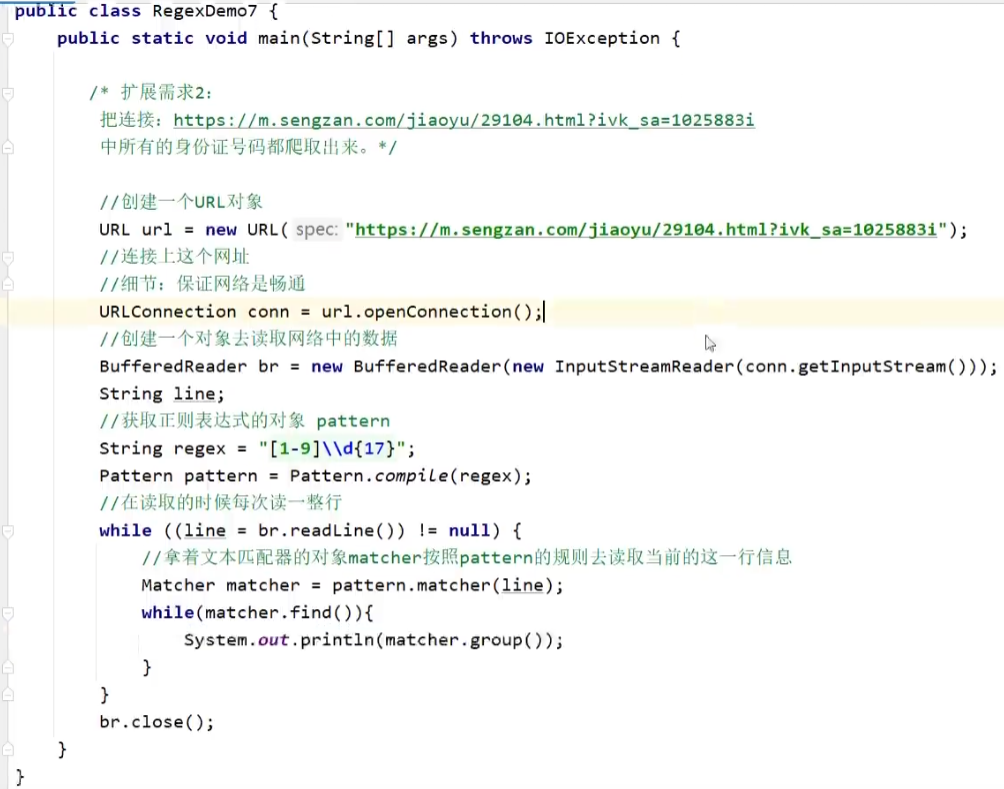 public class RegexDemo7 {
public static void main(String[] args) throws IOException {
/* 扩展需求2：
把连接：https://m.sengzan.com/jiaoyu/29104.html?ivk_sa=1025883i
中所有的身份证号码都爬取出来。*/
//创建一个URL对象
URL url = new URL( spec: "https://m.sengzan.com/jiaoyu/29104.html?ivk_sa=1025883i");
//连接上这个网址
//细节：保证网络是畅通
URLConnection conn = url.openConnection();
//创建一个对象去读取网络中的数据
BufferedReader br = new BufferedReader(new InputStreamReader(conn.getInputStream()));
String line;
//获取正则表达式的对象 pattern
String regex = "[1-9]\\d{17}";
Pattern pattern = Pattern.compile(regex);
//在读取的时候每次读一整行
while ((line = br.readLine()) != null) {
//拿着文本匹配器的对象matcher按照pattern的规则去读取当前的这一行信息
Matcher matcher = pattern.matcher(line);
while(matcher.find()){
System.out.println(matcher.group());
}
}
br.close();
}
}